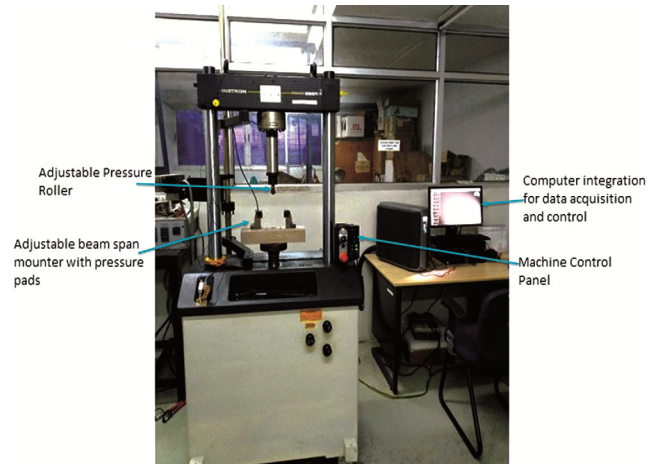 INSTRON
Adjustable Pressure
Roller
Adjustable beam span
mounter with pressure
pads
Computer integration
for data acquisition
and control
Machine Control
Panel